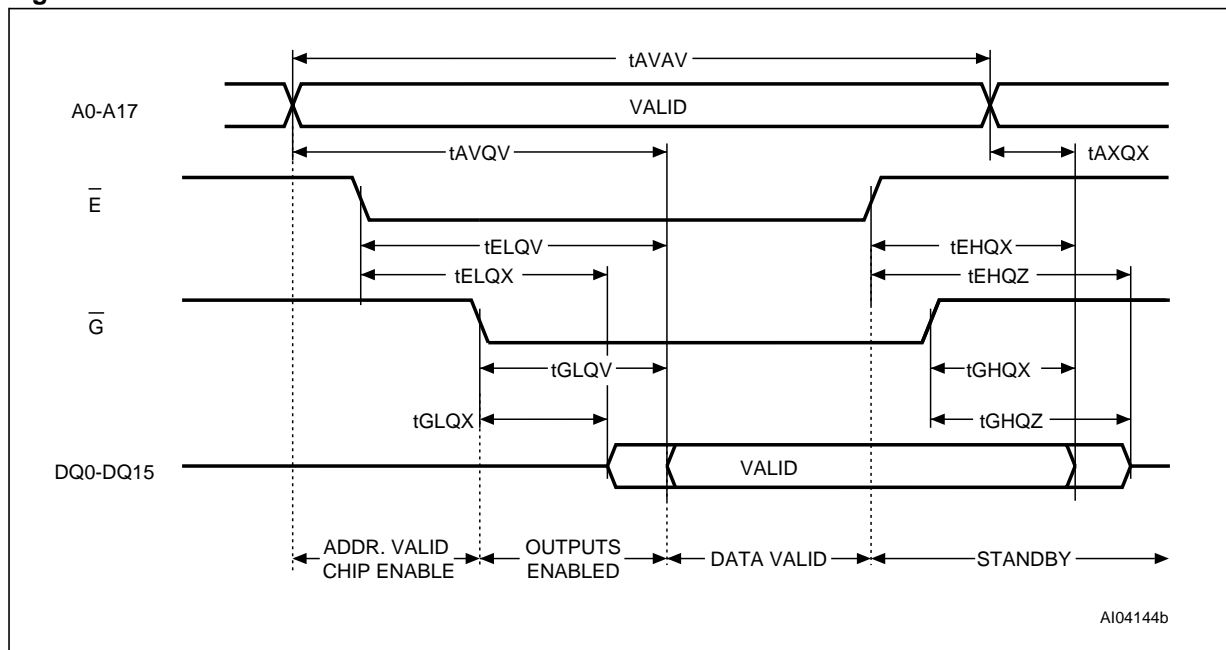 tAVAV
A0-A17
VALID
tAVQV
tAXQX
E
tELQV
tEHQX
tELQX
tEHQZ
G
tGLQV
tGHQX
tGLQX
tGHQZ
DQ0-DQ15
VALID
ADDR. VALID
CHIP ENABLE
OUTPUTS
ENABLED
DATA VALID
STANDBY
AI04144b